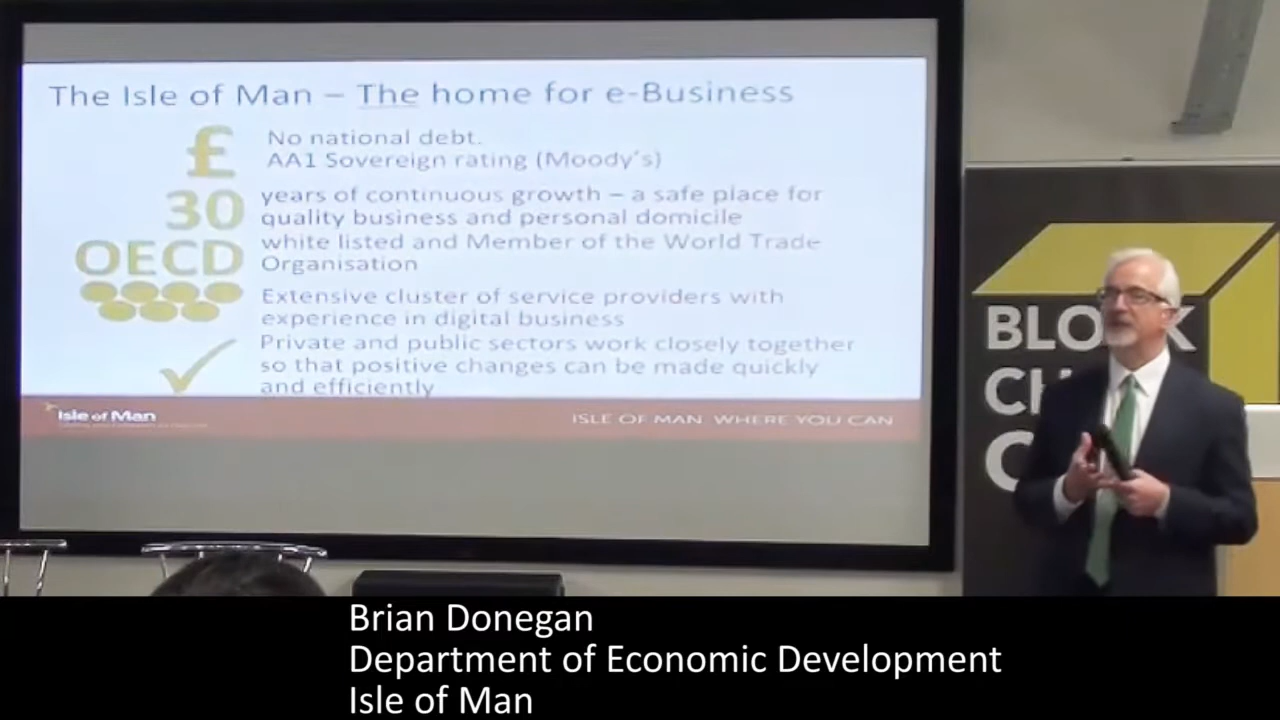 The Isle of Man – The home for e-Business
£
No national debt.
AA1 Sovereign rating (Moody's)
30
years of continuous growth – a safe place for
quality business and personal domicile
OECD
white listed and Member of the World Trade
Organisation
Extensive cluster of service providers with
experience in digital business
Private and public sectors work closely together
so that positive changes can be made quickly
and efficiently
Isle of Man
ISLE OF MAN. WHERE YOU CAN
BLO K
CH
C
Brian Donegan
Department of Economic Development
Isle of Man